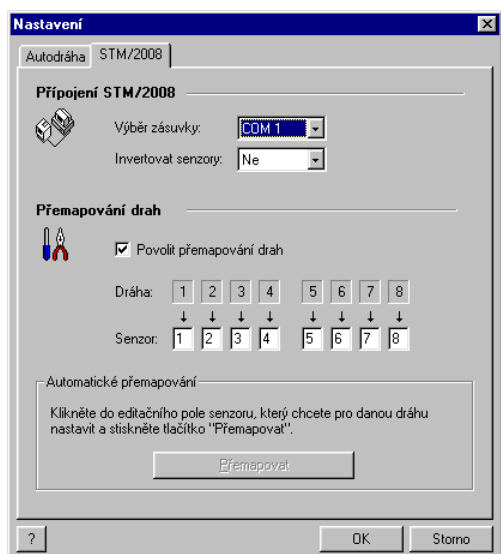 Nastavení
Autodráha STM/2008
Přípojení STM/2008
Výběr zásuvky: COM 1
Invertovat senzory: Ne
Přemapování drah
Povolit přemapování drah
Dráha: 1 2 3 4 5 6 7 8
Senzor: 1 2 3 4 5 6 7 8
Automatické přemapování
Klikněte do editačního pole senzoru, který chcete pro danou dráhu
nastavit a stiskněte tlačítko "Přemapovat".
Přemapovat
? OK Storno